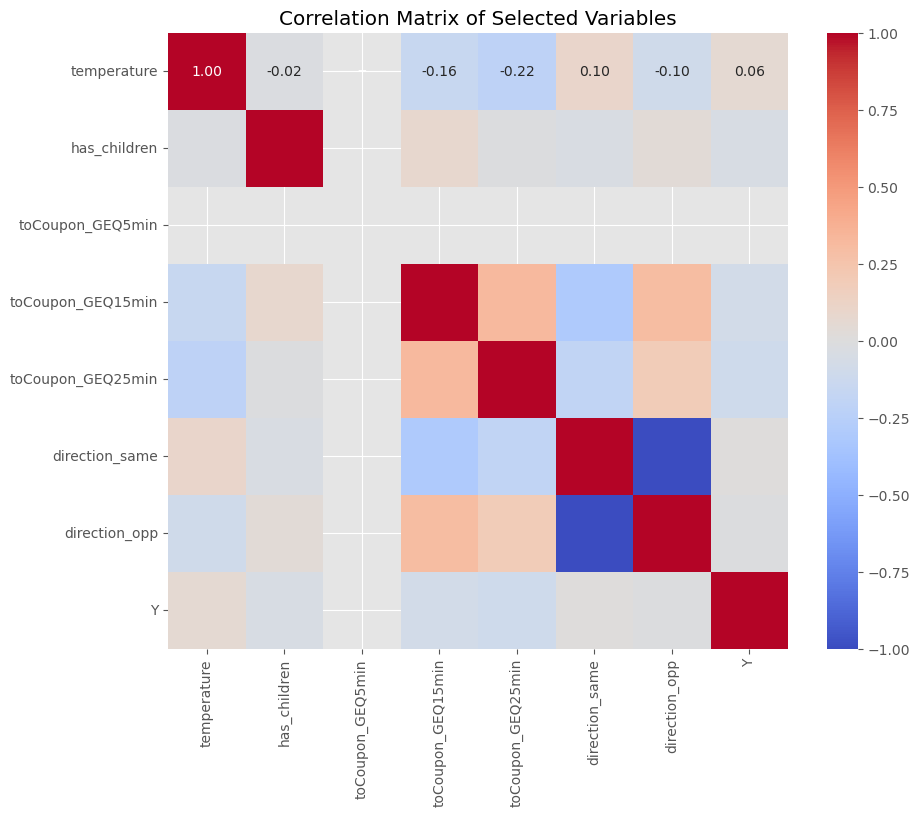 Correlation Matrix of Selected Variables
temperature
1.00 -0.02 -0.16 -0.22 0.10 -0.10 0.06
has_children
toCoupon_GEQ5min
toCoupon_GEQ15min
toCoupon_GEQ25min
direction_same
direction_opp
Y
temperature
has_children
toCoupon_GEQ5min
toCoupon_GEQ15min
toCoupon_GEQ25min
direction_same
direction_opp
Y
1.00
0.75
0.50
0.25
0.00
−0.25
−0.50
−0.75
−1.00